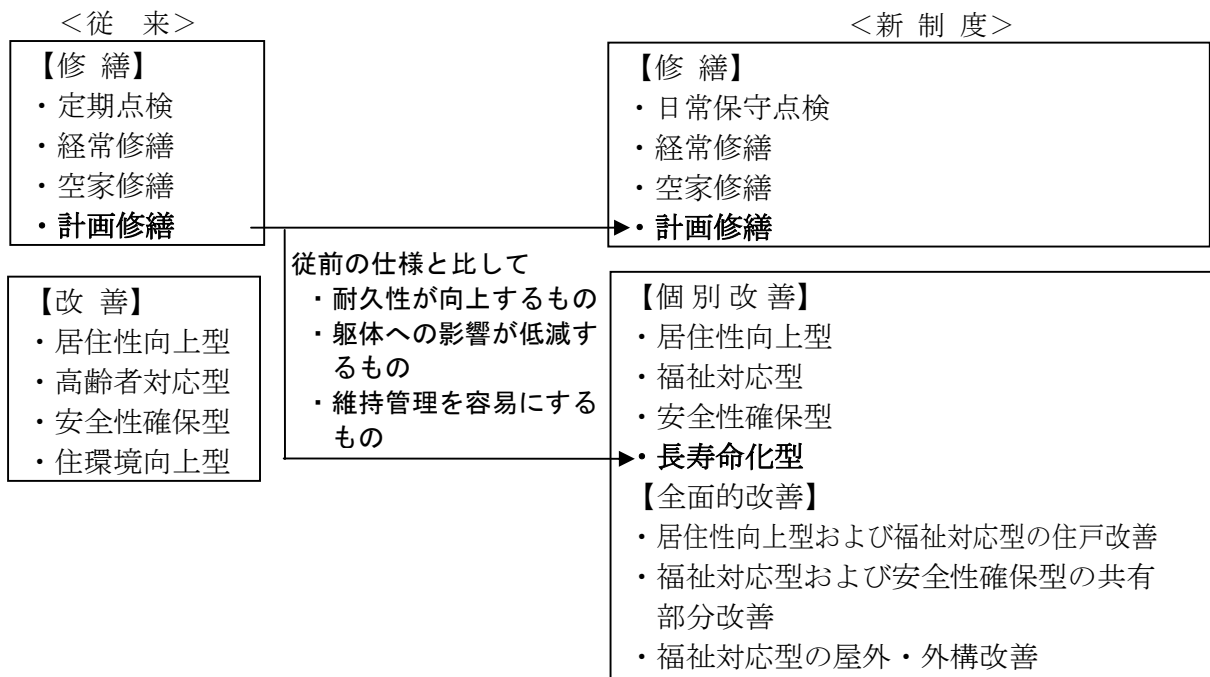 ＜従　来＞
【修 繕】
・定期点検
・経常修繕
・空家修繕
・計画修繕
【改 善】
・居住性向上型
・高齢者対応型
・安全性確保型
・住環境向上型
従前の仕様と比して
・耐久性が向上するもの
・躯体への影響が低減す
るもの
・維持管理を容易にする
もの
＜新 制 度＞
【修 繕】
・日常保守点検
・経常修繕
・空家修繕
・計画修繕
【個 別 改 善】
・居住性向上型
・福祉対応型
・安全性確保型
・長寿命化型
【全面的改善】
・居住性向上型および福祉対応型の住戸改善
・福祉対応型および安全性確保型の共有
部分改善
・福祉対応型の屋外・外構改善